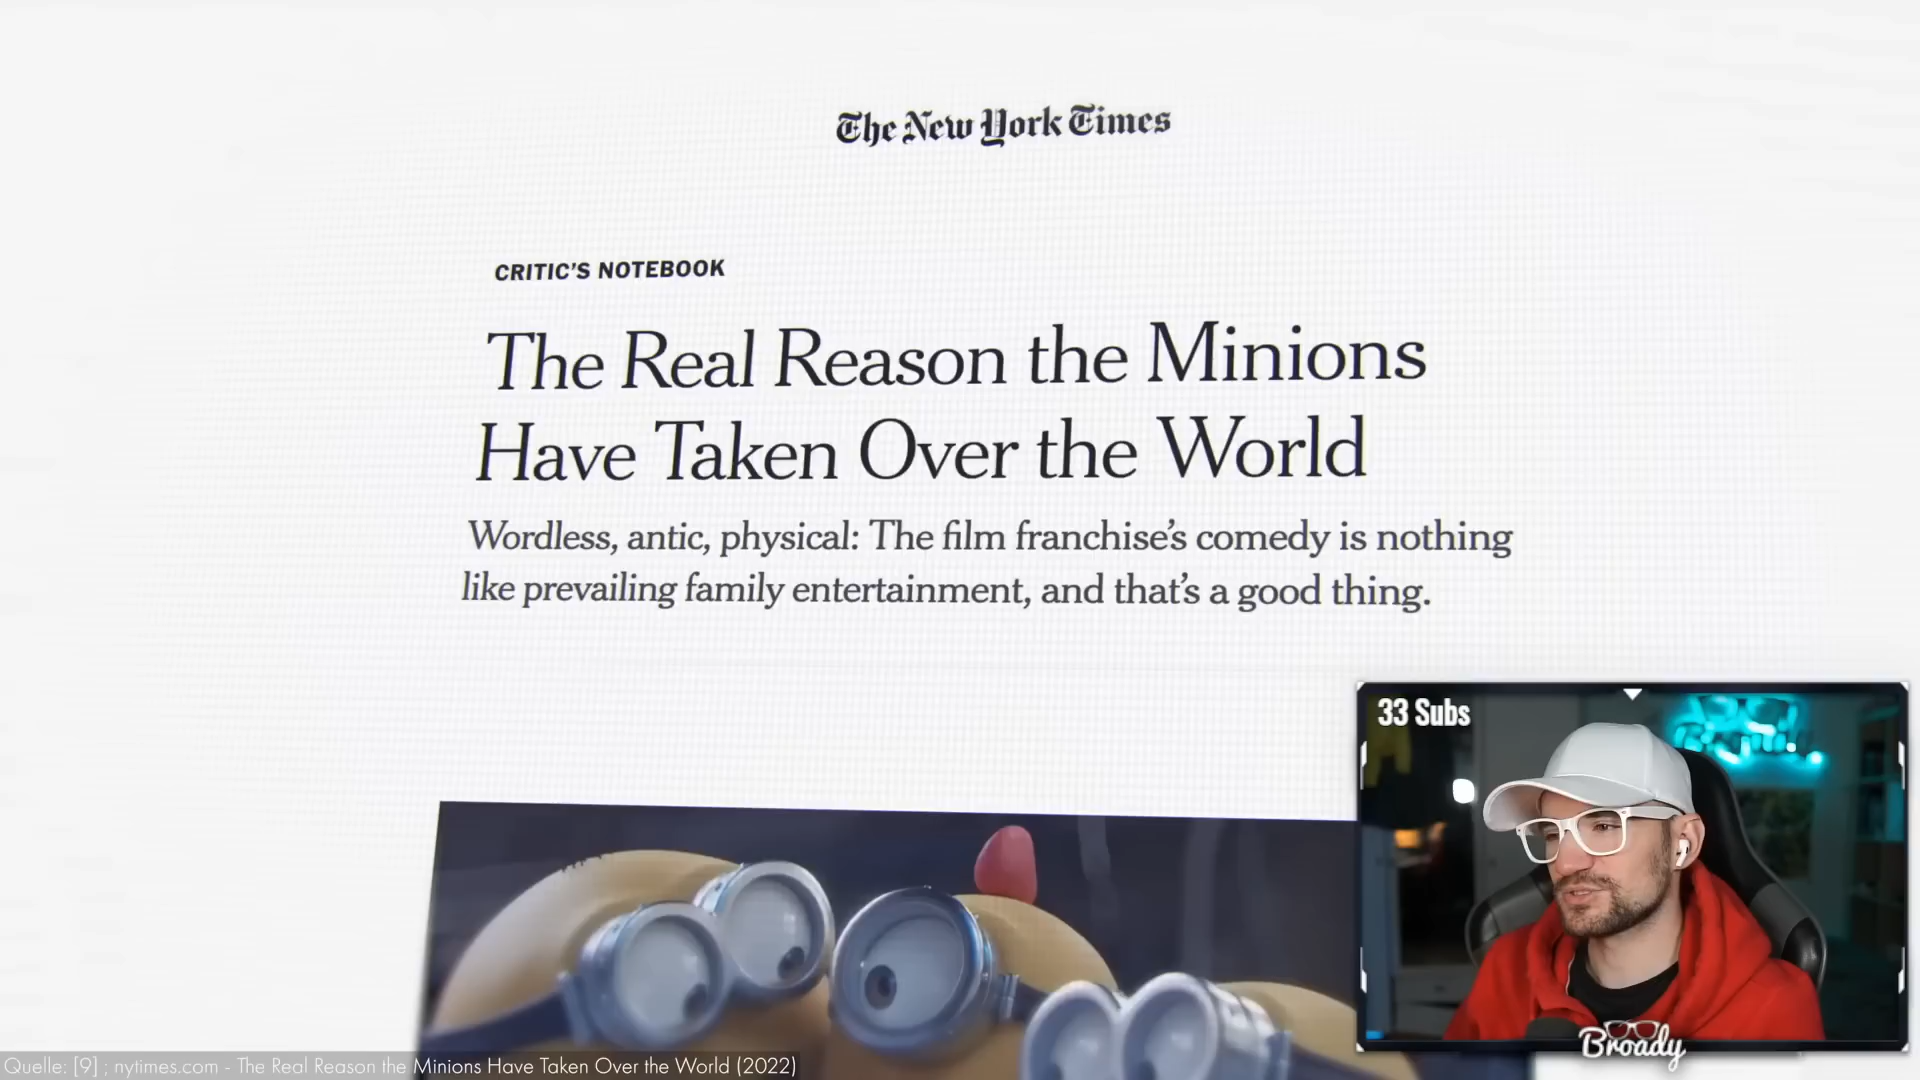 The New York Times
CRITIC'S NOTEBOOK
The Real Reason the Minions
Have Taken Over the World
Wordless, antic, physical: The film franchise's comedy is nothing
like prevailing family entertainment, and that's a good thing.
33 Subs
Broady
Quelle: [9] ; nytimes.com - The Real Reason the Minions Have Taken Over the World (2022)